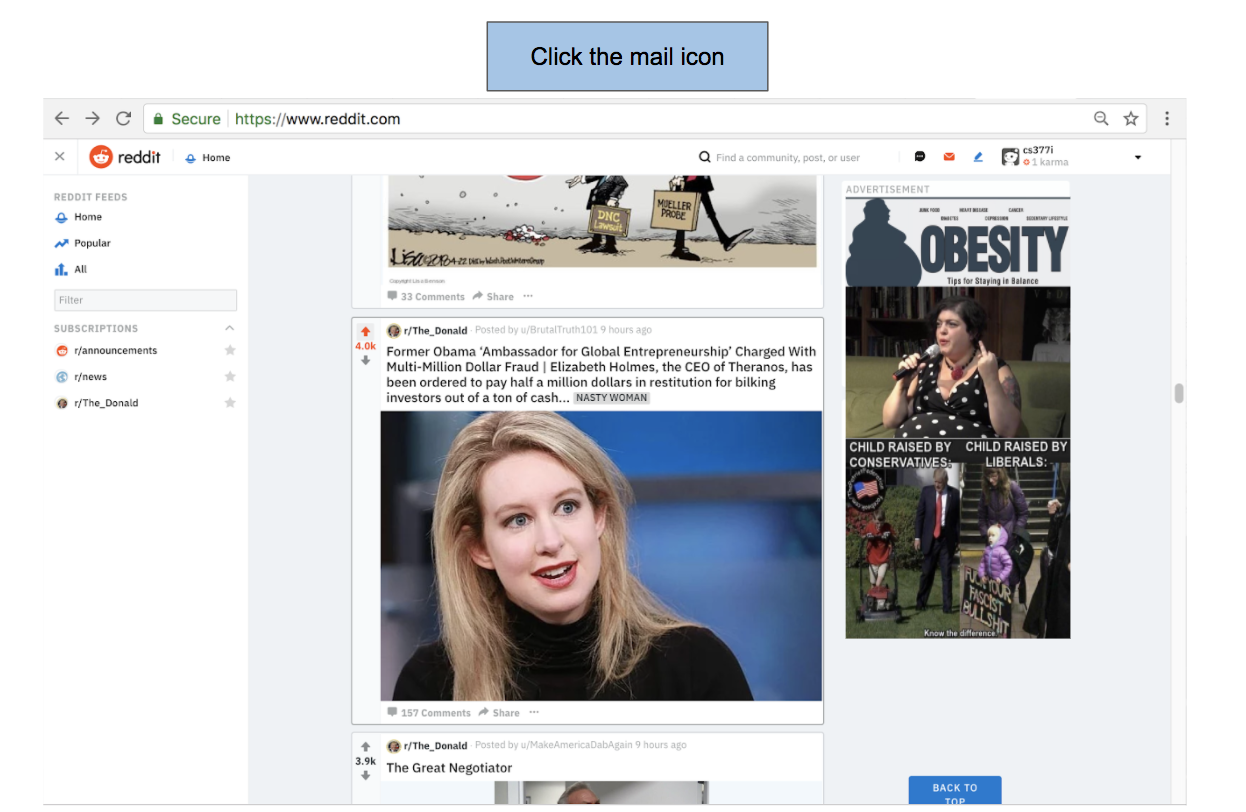 Click the mail icon
Secure https://www.reddit.com
reddit Home
Find a community, post, or user
cs377i
1 karma
REDDIT FEEDS
Home
Popular
All
Filter
SUBSCRIPTIONS
r/announcements
r/news
r/The_Donald
DNC
Lawsuit
MUELLER
PROBE
33 Comments Share
r/The_Donald · Posted by u/BrutalTruth101 9 hours ago
4.0k
Former Obama ‘Ambassador for Global Entrepreneurship’ Charged With
Multi-Million Dollar Fraud | Elizabeth Holmes, the CEO of Theranos, has
been ordered to pay half a million dollars in restitution for bilking
investors out of a ton of cash... NASTY WOMAN
157 Comments Share
r/The_Donald · Posted by u/MakeAmericaDabAgain 9 hours ago
3.9k
The Great Negotiator
ADVERTISEMENT
JUNK FOOD HEART DISEASE CANCER
DIABETES DEPRESSION SEDENTARY LIFESTYLE
OBESITY
Tips for Staying in Balance
CHILD RAISED BY
CONSERVATIVES:
CHILD RAISED BY
LIBERALS:
FUCK YOUR
FASCIST
BULLSHIT
Know the difference.
BACK TO
TOP